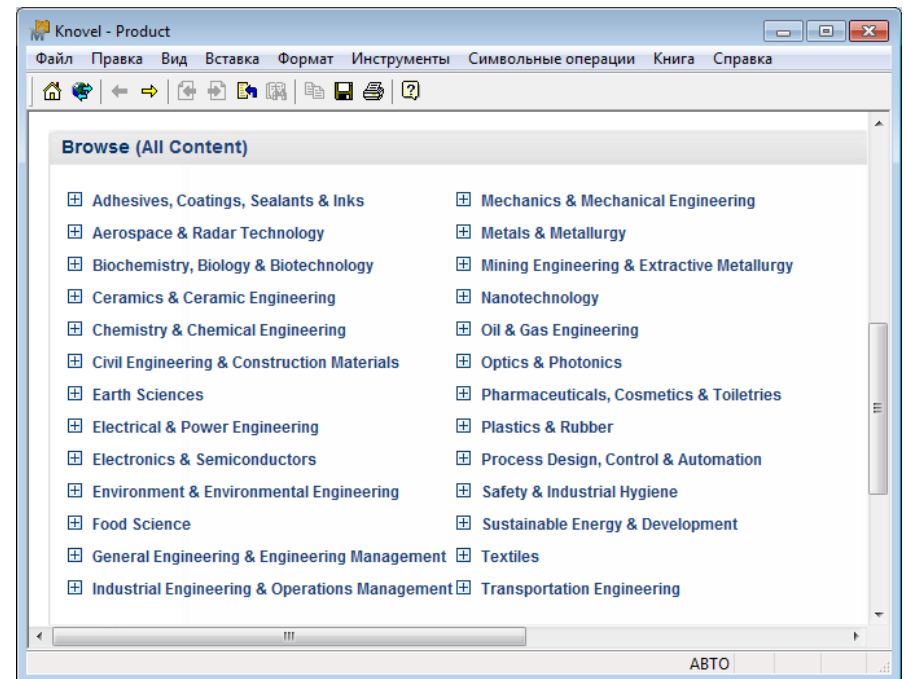 Knovel - Product
Файл Правка Вид Вставка Формат Инструменты Символьные операции Книга Справка
Browse (All Content)
Adhesives, Coatings, Sealants & Inks
Aerospace & Radar Technology
Biochemistry, Biology & Biotechnology
Ceramics & Ceramic Engineering
Chemistry & Chemical Engineering
Civil Engineering & Construction Materials
Earth Sciences
Electrical & Power Engineering
Electronics & Semiconductors
Environment & Environmental Engineering
Food Science
General Engineering & Engineering Management
Industrial Engineering & Operations Management
Mechanics & Mechanical Engineering
Metals & Metallurgy
Mining Engineering & Extractive Metallurgy
Nanotechnology
Oil & Gas Engineering
Optics & Photonics
Pharmaceuticals, Cosmetics & Toiletries
Plastics & Rubber
Process Design, Control & Automation
Safety & Industrial Hygiene
Sustainable Energy & Development
Textiles
Transportation Engineering
АВТО